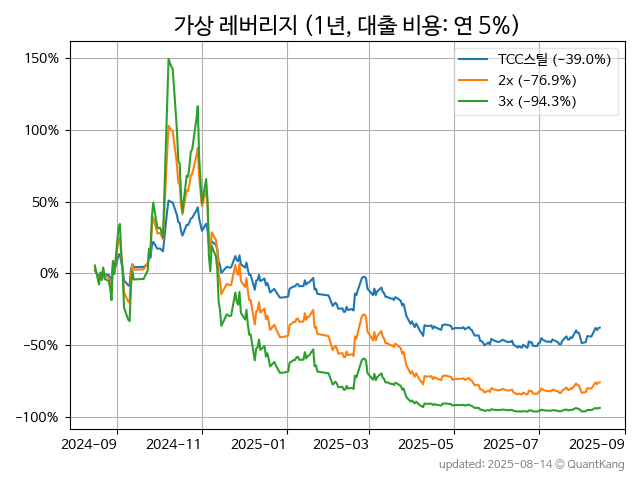 가상 레버리지 (1년, 대출 비용: 연 5%)
TCC스틸 (-39.0%)
2x (-76.9%)
3x (-94.3%)
150%
100%
50%
0%
−50%
−100%
2024-09 2024-11 2025-01 2025-03 2025-05 2025-07 2025-09
updated: 2025-08-14 © QuantKang